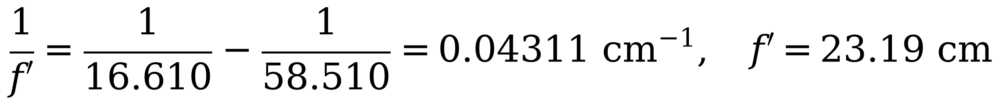 1/f′ = 1/16.610 − 1/58.510 = 0.04311 cm⁻¹, f′ = 23.19 cm